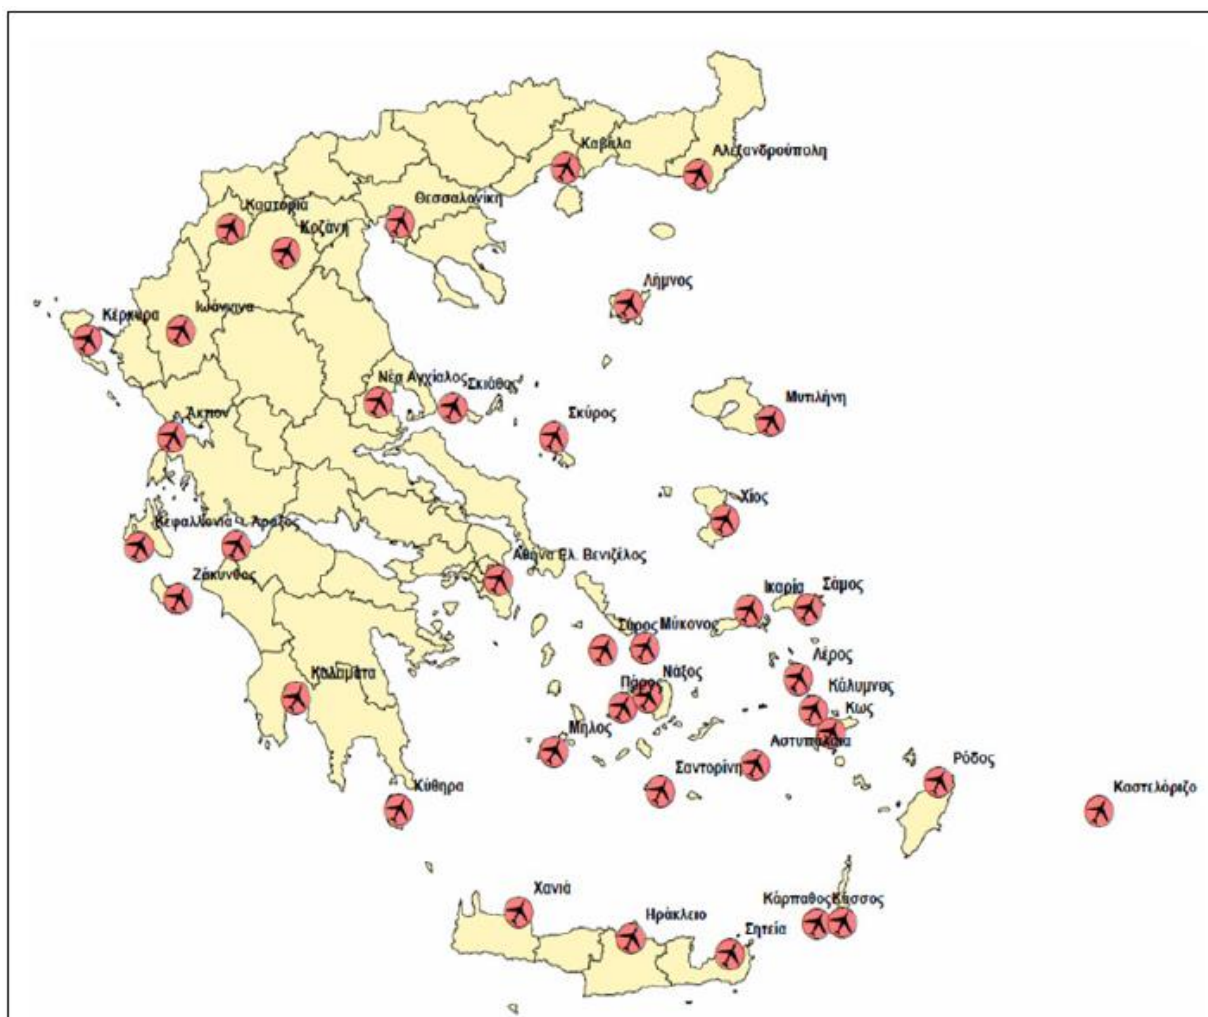 Καβάλα
Αλεξανδρούπολη
Καστοριά
Θεσσαλονίκη
Κοζάνη
Λήμνος
Ιωάννινα
Κέρκυρα
Νέα Αγχίαλος
Σκιάθος
Μυτιλήνη
Άκτιον
Σκύρος
Χίος
Κεφαλλονιά
Άραξος
Αθήνα Ελ. Βενιζέλος
Ζάκυνθος
Ικαρία
Σάμος
Σύρος
Μύκονος
Λέρος
Καλαμάτα
Νάξος
Πάρος
Κάλυμνος
Κως
Μήλος
Αστυπάλαια
Σαντορίνη
Ρόδος
Κύθηρα
Καστελόριζο
Χανιά
Κάρπαθος
Κάσσος
Ηράκλειο
Σητεία